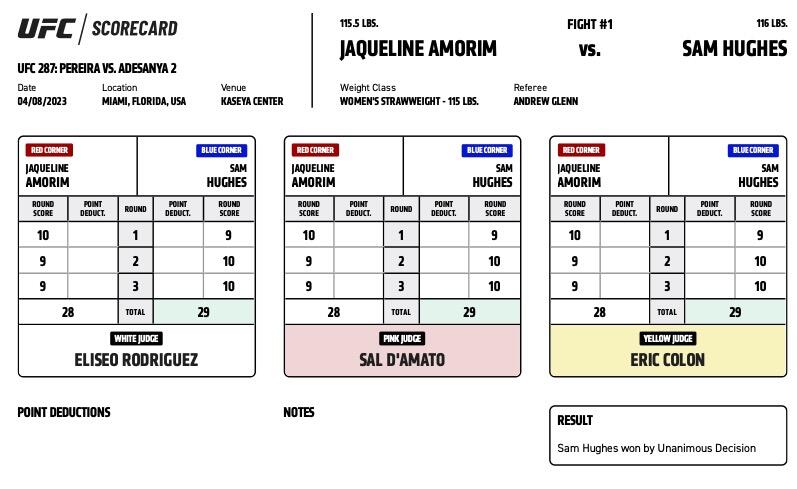 UFC / SCORECARD
UFC 287: PEREIRA VS. ADESANYA 2
Date Location Venue
04/08/2023 MIAMI, FLORIDA, USA KASEYA CENTER
115.5 LBS. FIGHT #1 116 LBS.
JAQUELINE AMORIM VS. SAM HUGHES
Weight Class Referee
WOMEN'S STRAWWEIGHT - 115 LBS. ANDREW GLENN
RED CORNER BLUE CORNER
JAQUELINE SAM
AMORIM HUGHES
ROUND POINT ROUND POINT ROUND
SCORE DEDUCT. DEDUCT. SCORE
10 1 9
9 2 10
9 3 10
28 TOTAL 29
WHITE JUDGE
ELISEO RODRIGUEZ
RED CORNER BLUE CORNER
JAQUELINE SAM
AMORIM HUGHES
ROUND POINT ROUND POINT ROUND
SCORE DEDUCT. DEDUCT. SCORE
10 1 9
9 2 10
9 3 10
28 TOTAL 29
PINK JUDGE
SAL D'AMATO
RED CORNER BLUE CORNER
JAQUELINE SAM
AMORIM HUGHES
ROUND POINT ROUND POINT ROUND
SCORE DEDUCT. DEDUCT. SCORE
10 1 9
9 2 10
9 3 10
28 TOTAL 29
YELLOW JUDGE
ERIC COLON
POINT DEDUCTIONS
NOTES
RESULT
Sam Hughes won by Unanimous Decision